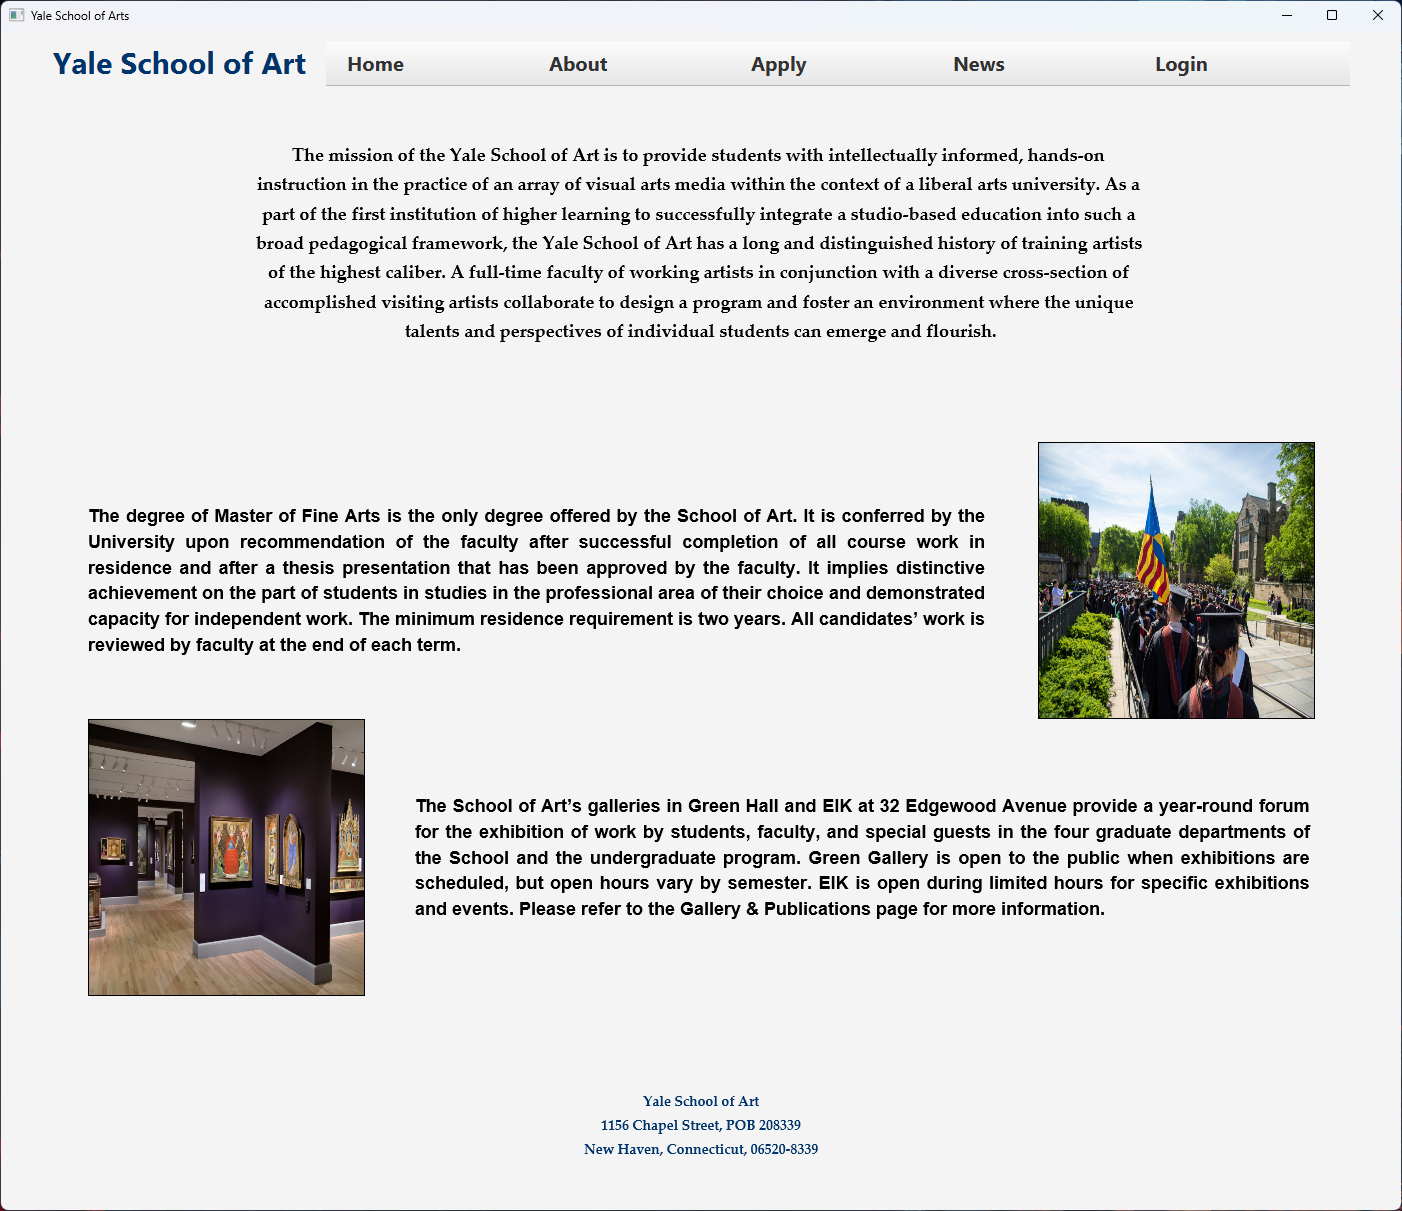 Yale School of Arts
Yale School of Art
Home About Apply News Login
The mission of the Yale School of Art is to provide students with intellectually informed, hands-on
instruction in the practice of an array of visual arts media within the context of a liberal arts university. As a
part of the first institution of higher learning to successfully integrate a studio-based education into such a
broad pedagogical framework, the Yale School of Art has a long and distinguished history of training artists
of the highest caliber. A full-time faculty of working artists in conjunction with a diverse cross-section of
accomplished visiting artists collaborate to design a program and foster an environment where the unique
talents and perspectives of individual students can emerge and flourish.
The degree of Master of Fine Arts is the only degree offered by the School of Art. It is conferred by the
University upon recommendation of the faculty after successful completion of all course work in
residence and after a thesis presentation that has been approved by the faculty. It implies distinctive
achievement on the part of students in studies in the professional area of their choice and demonstrated
capacity for independent work. The minimum residence requirement is two years. All candidates’ work is
reviewed by faculty at the end of each term.
The School of Art’s galleries in Green Hall and EIK at 32 Edgewood Avenue provide a year-round forum
for the exhibition of work by students, faculty, and special guests in the four graduate departments of
the School and the undergraduate program. Green Gallery is open to the public when exhibitions are
scheduled, but open hours vary by semester. EIK is open during limited hours for specific exhibitions
and events. Please refer to the Gallery & Publications page for more information.
Yale School of Art
1156 Chapel Street, POB 208339
New Haven, Connecticut, 06520-8339